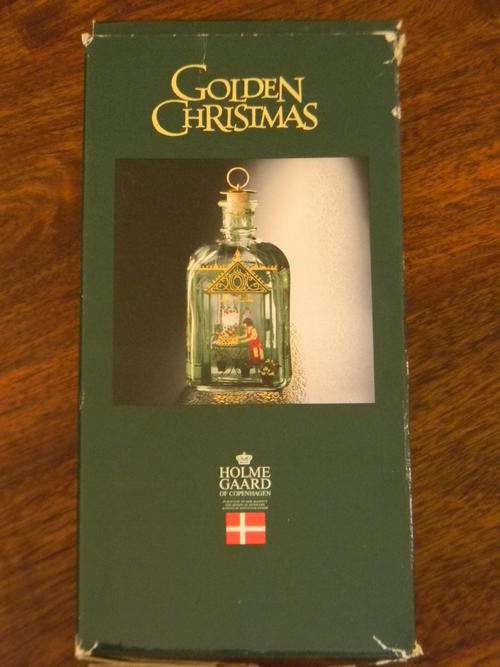 GOLDEN
CHRISTMAS
HOLME
GAARD
OF COPENHAGEN